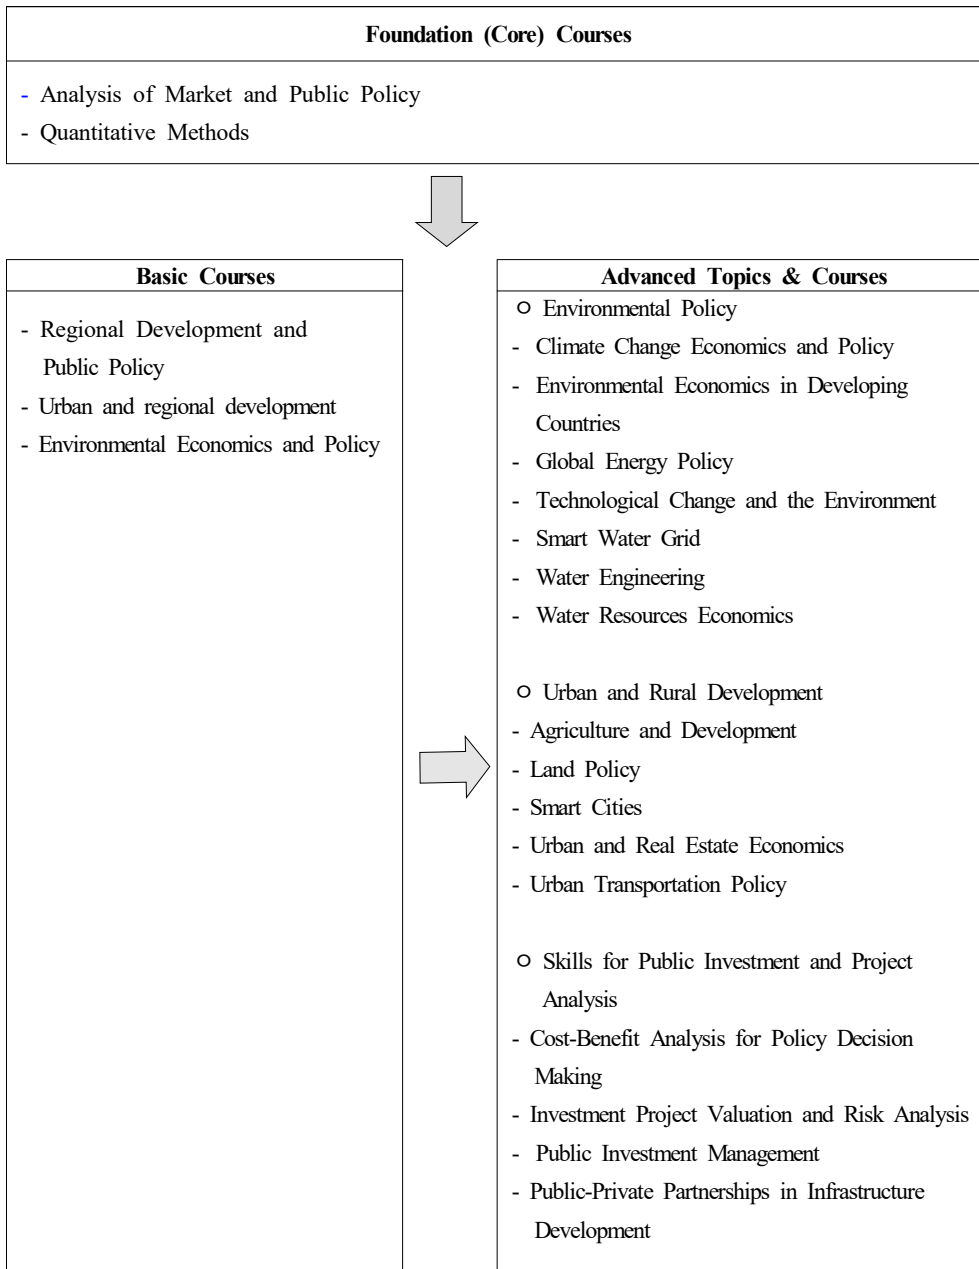 Foundation (Core) Courses
- Analysis of Market and Public Policy
- Quantitative Methods
Basic Courses
- Regional Development and
Public Policy
- Urban and regional development
- Environmental Economics and Policy
Advanced Topics & Courses
○ Environmental Policy
- Climate Change Economics and Policy
- Environmental Economics in Developing
Countries
- Global Energy Policy
- Technological Change and the Environment
- Smart Water Grid
- Water Engineering
- Water Resources Economics
○ Urban and Rural Development
- Agriculture and Development
- Land Policy
- Smart Cities
- Urban and Real Estate Economics
- Urban Transportation Policy
○ Skills for Public Investment and Project
Analysis
- Cost-Benefit Analysis for Policy Decision
Making
- Investment Project Valuation and Risk Analysis
- Public Investment Management
- Public-Private Partnerships in Infrastructure
Development